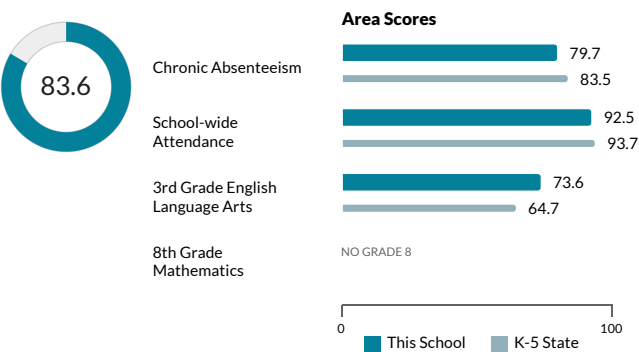 Area Scores
83.6
Chronic Absenteeism
79.7
83.5
School-wide
Attendance
92.5
93.7
3rd Grade English
Language Arts
73.6
64.7
8th Grade
Mathematics
NO GRADE 8
0
100
This School
K-5 State